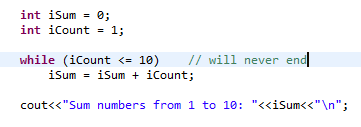 int iSum = 0;
int iCount = 1;
while (iCount <= 10)    // will never end
iSum = iSum + iCount;
cout<<"Sum numbers from 1 to 10: "<<iSum<<"\n";